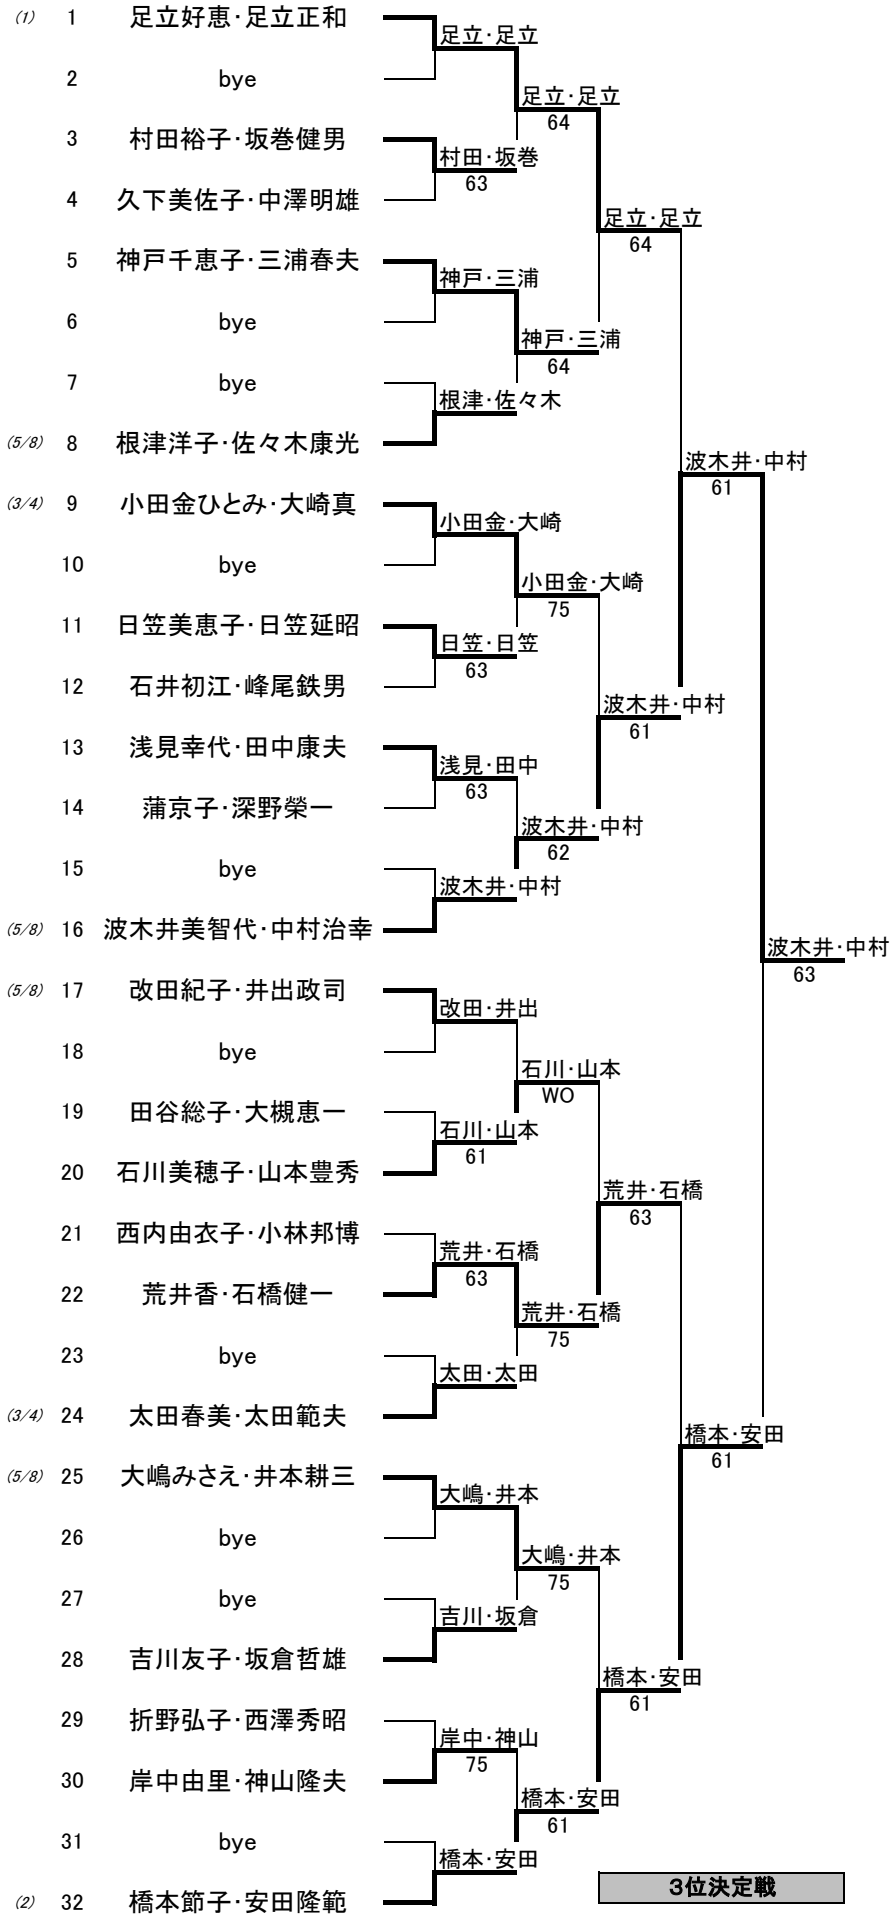 (1) 1 足立好恵・足立正和
足立・足立
2 bye
足立・足立
64
3 村田裕子・坂巻健男
村田・坂巻
63
4 久下美佐子・中澤明雄
足立・足立
64
5 神戸千恵子・三浦春夫
神戸・三浦
6 bye
神戸・三浦
64
7 bye
根津・佐々木
(5/8) 8 根津洋子・佐々木康光
波木井・中村
61
(3/4) 9 小田金ひとみ・大崎真
小田金・大崎
10 bye
小田金・大崎
75
11 日笠美恵子・日笠延昭
日笠・日笠
63
12 石井初江・峰尾鉄男
波木井・中村
61
13 浅見幸代・田中康夫
浅見・田中
63
14 蒲京子・深野榮一
波木井・中村
62
15 bye
波木井・中村
(5/8) 16 波木井美智代・中村治幸
波木井・中村
63
(5/8) 17 改田紀子・井出政司
改田・井出
18 bye
石川・山本
WO
19 田谷総子・大槻恵一
石川・山本
61
20 石川美穂子・山本豊秀
荒井・石橋
63
21 西内由衣子・小林邦博
荒井・石橋
63
22 荒井香・石橋健一
荒井・石橋
75
23 bye
太田・太田
(3/4) 24 太田春美・太田範夫
橋本・安田
61
(5/8) 25 大嶋みさえ・井本耕三
大嶋・井本
26 bye
大嶋・井本
75
27 bye
吉川・坂倉
28 吉川友子・坂倉哲雄
橋本・安田
61
29 折野弘子・西澤秀昭
岸中・神山
75
30 岸中由里・神山隆夫
橋本・安田
61
31 bye
橋本・安田
(2) 32 橋本節子・安田隆範
3位決定戦